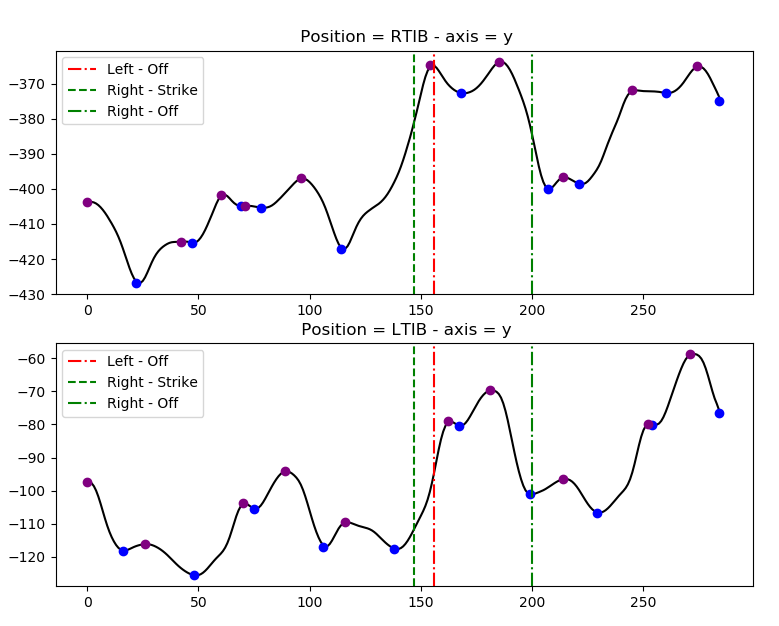 Position = RTIB - axis = y
Left - Off
Right - Strike
Right - Off
−370
−380
−390
−400
−410
−420
−430
0 50 100 150 200 250
Position = LTIB - axis = y
Left - Off
Right - Strike
Right - Off
−60
−70
−80
−90
−100
−110
−120
0 50 100 150 200 250